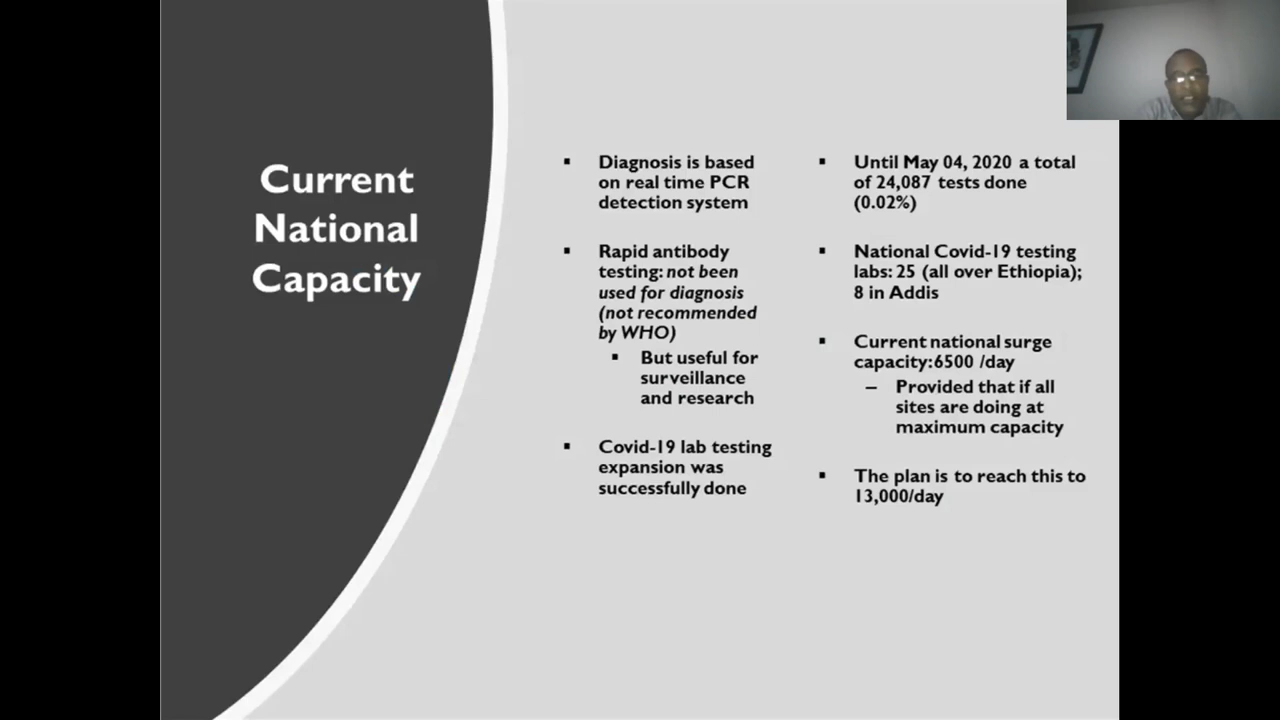 Current
National
Capacity
▪ Diagnosis is based
on real time PCR
detection system
▪ Rapid antibody
testing: not been
used for diagnosis
(not recommended
by WHO)
▪ But useful for
surveillance
and research
▪ Covid-19 lab testing
expansion was
successfully done
▪ Until May 04, 2020 a total
of 24,087 tests done
(0.02%)
▪ National Covid-19 testing
labs: 25 (all over Ethiopia);
8 in Addis
▪ Current national surge
capacity:6500 /day
– Provided that if all
sites are doing at
maximum capacity
▪ The plan is to reach this to
13,000/day